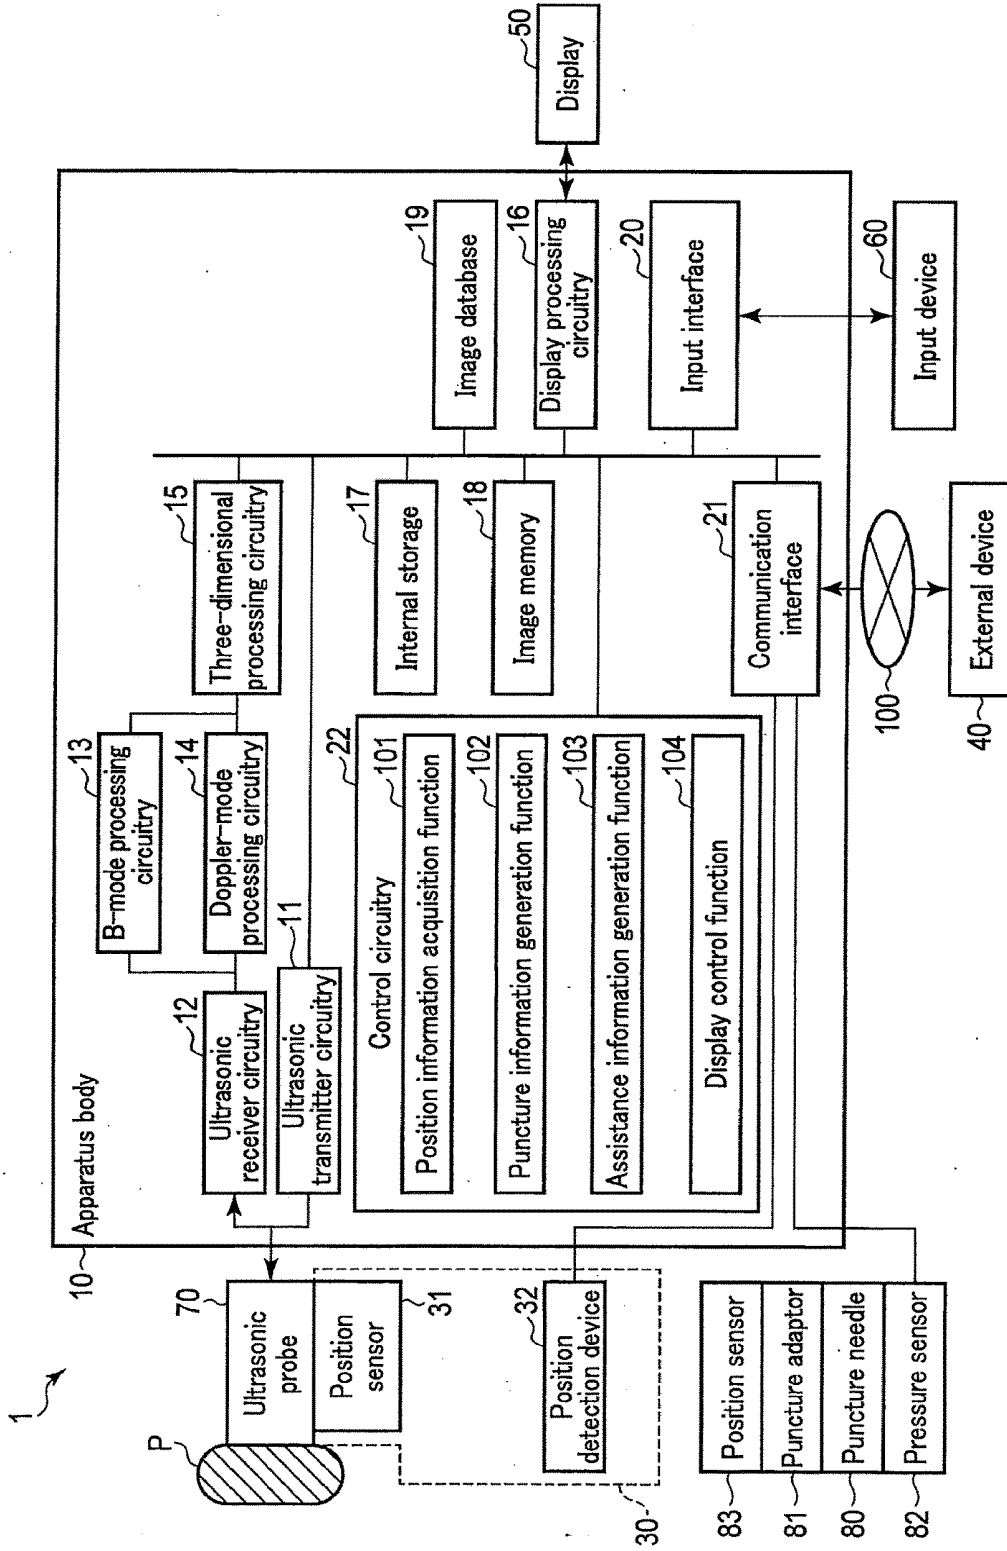 1
P
10
Apparatus body
70
Ultrasonic
probe
Position
sensor
31
32
Position
detection device
30
83
Position sensor
81
Puncture adaptor
80
Puncture needle
82
Pressure sensor
12
Ultrasonic
receiver circuitry
11
Ultrasonic
transmitter circuitry
13
B-mode processing
circuitry
14
Doppler-mode
processing circuitry
15
Three-dimensional
processing circuitry
22
Control circuitry
101
Position information acquisition function
102
Puncture information generation function
103
Assistance information generation function
104
Display control function
17
Internal storage
18
Image memory
21
Communication
interface
19
Image database
16
Display processing
circuitry
20
Input interface
50
Display
60
Input device
100
40
External device